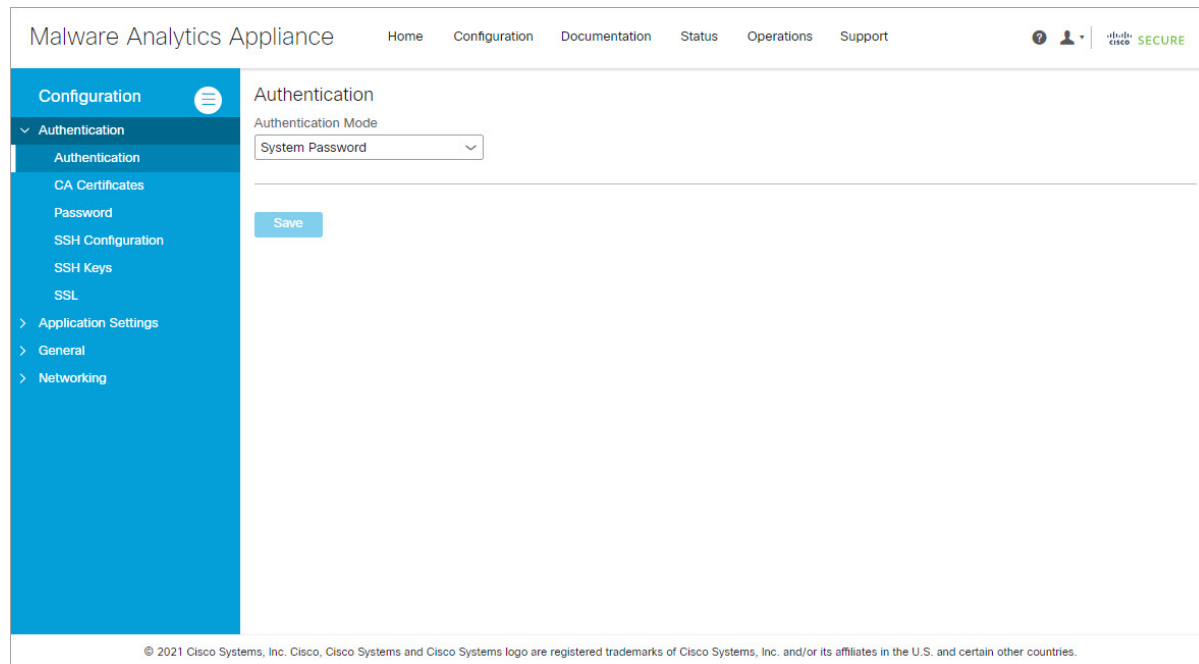 Malware Analytics Appliance Home Configuration Documentation Status Operations Support cisco SECURE
Configuration
Authentication
Authentication
CA Certificates
Password
SSH Configuration
SSH Keys
SSL
Application Settings
General
Networking
Authentication
Authentication Mode
System Password
Save
© 2021 Cisco Systems, Inc. Cisco, Cisco Systems and Cisco Systems logo are registered trademarks of Cisco Systems, Inc. and/or its affiliates in the U.S. and certain other countries.